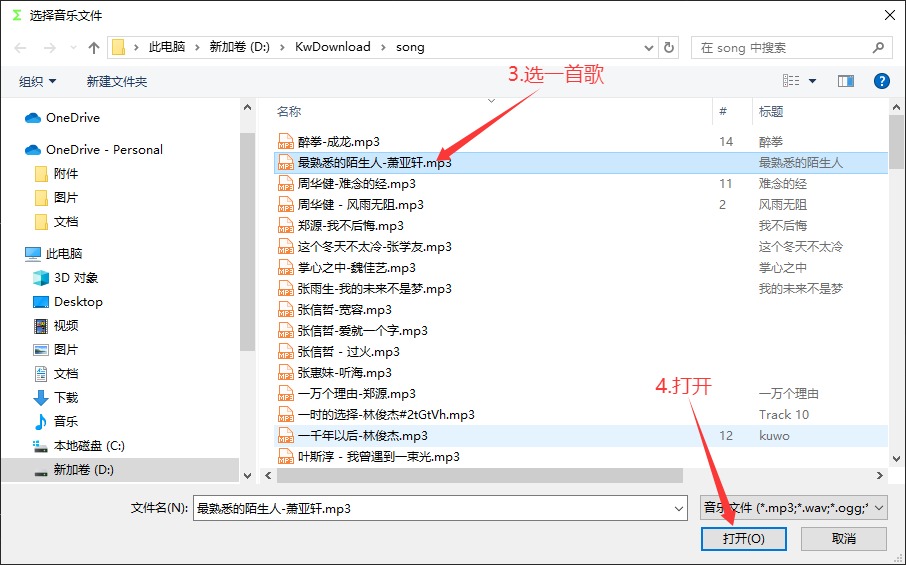 选择音乐文件
此电脑 › 新加卷 (D:) › KwDownload › song
在 song 中搜索
组织 新建文件夹
3.选一首歌
OneDrive
OneDrive - Personal
附件
图片
文档
此电脑
3D 对象
Desktop
视频
图片
文档
下载
音乐
本地磁盘 (C:)
新加卷 (D:)
名称 # 标题
醉拳-成龙.mp3 14 醉拳
最熟悉的陌生人-萧亚轩.mp3 最熟悉的陌生人
周华健-难念的经.mp3 11 难念的经
周华健 - 风雨无阻.mp3 2 风雨无阻
郑源-我不后悔.mp3 我不后悔
这个冬天不太冷-张学友.mp3 这个冬天不太冷
掌心之中-魏佳艺.mp3 掌心之中
张雨生-我的未来不是梦.mp3 我的未来不是梦
张信哲-宽容.mp3
张信哲-爱就一个字.mp3
张信哲 - 过火.mp3
张惠妹-听海.mp3
一万个理由-郑源.mp3 一万个理由
一时的选择-林俊杰#2tGtVh.mp3 Track 10
一千年以后-林俊杰.mp3 12 kuwo
叶斯淳 - 我曾遇到一束光.mp3
4.打开
文件名(N): 最熟悉的陌生人-萧亚轩.mp3 音乐文件 (*.mp3;*.wav;*.ogg;*
打开(O) 取消